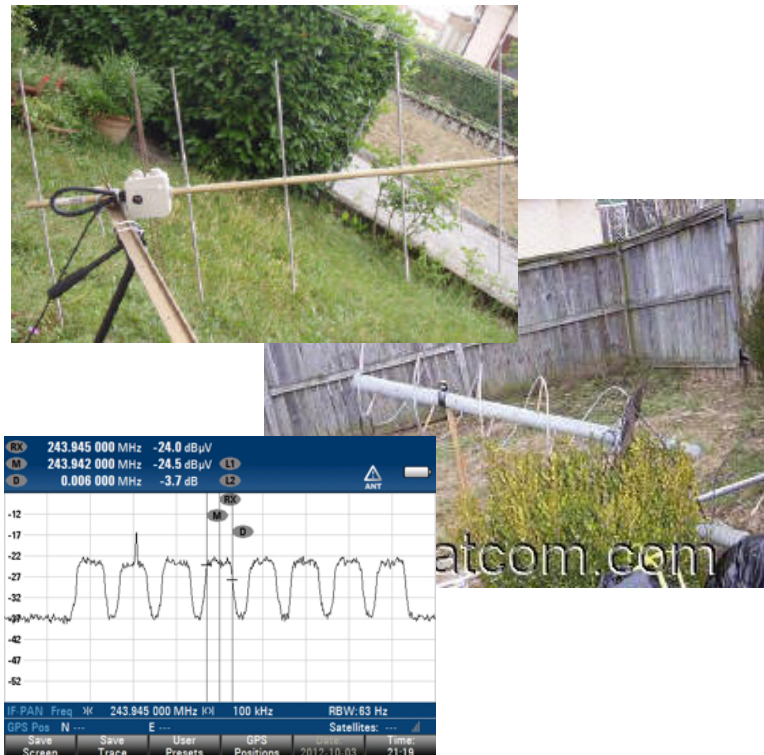 atcom.com
RX 243.945 000 MHz -24.0 dBµV
M 243.942 000 MHz -24.5 dBµV L1
D 0.006 000 MHz -3.7 dB L2
ANT
RX
M
D
-12
-17
-22
-27
-32
-37
-42
-47
-52
IF-PAN Freq 243.945 000 MHz 100 kHz RBW:63 Hz
GPS Pos N --- E --- Satellites: ---
Save Save User GPS Date: Time:
Screen Trace Presets Positions 2012-10-03 21:19